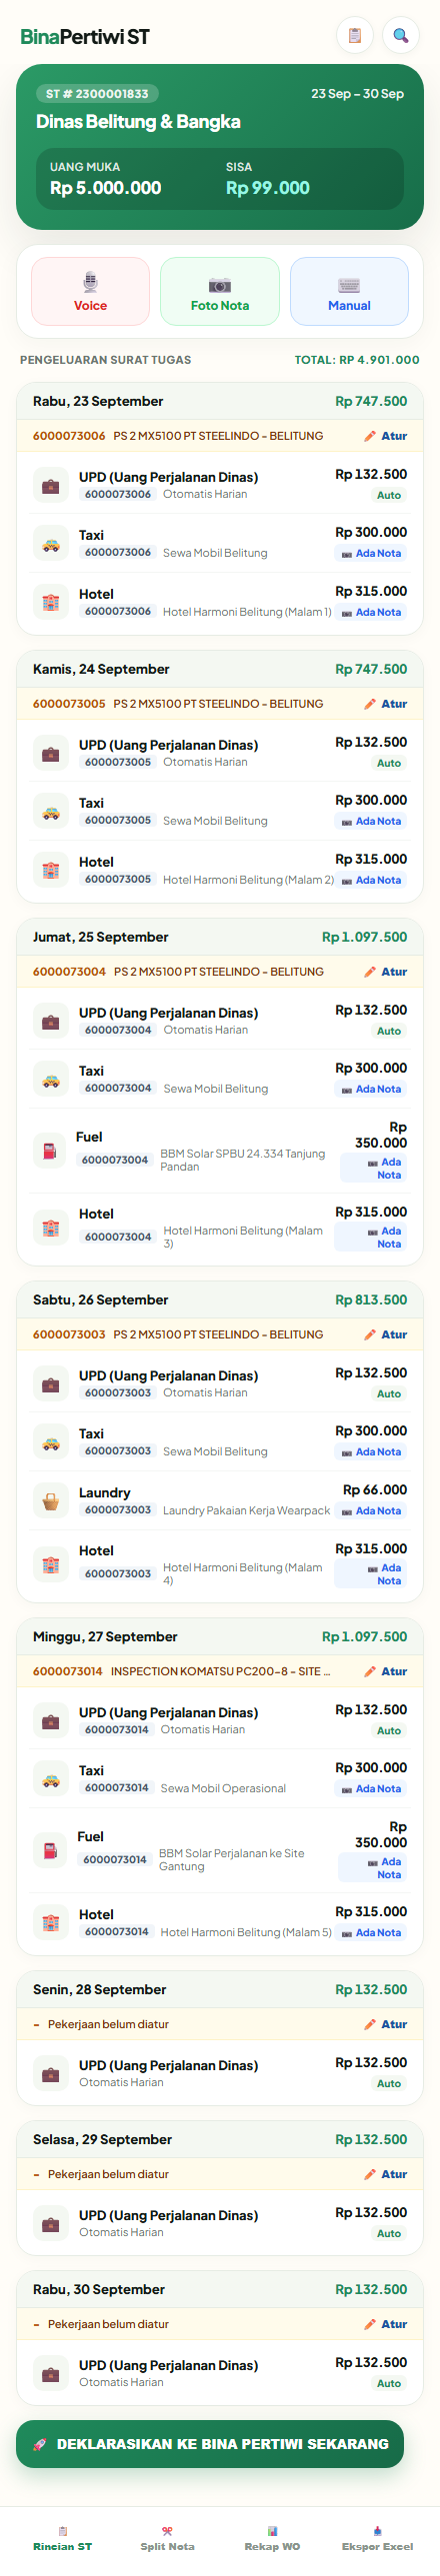 BinaPertiwi ST
ST # 2300001833
23 Sep – 30 Sep
Dinas Belitung & Bangka
UANG MUKA
SISA
Rp 5.000.000
Rp 99.000
Voice
Foto Nota
Manual
PENGELUARAN SURAT TUGAS
TOTAL: RP 4.901.000
Rabu, 23 September
Rp 747.500
6000073006 PS 2 MX5100 PT STEELINDO - BELITUNG
Atur
UPD (Uang Perjalanan Dinas)
Rp 132.500
6000073006 Otomatis Harian
Auto
Taxi
Rp 300.000
6000073006 Sewa Mobil Belitung
Ada Nota
Hotel
Rp 315.000
6000073006 Hotel Harmoni Belitung (Malam 1)
Ada Nota
Kamis, 24 September
Rp 747.500
6000073005 PS 2 MX5100 PT STEELINDO - BELITUNG
Atur
UPD (Uang Perjalanan Dinas)
Rp 132.500
6000073005 Otomatis Harian
Auto
Taxi
Rp 300.000
6000073005 Sewa Mobil Belitung
Ada Nota
Hotel
Rp 315.000
6000073005 Hotel Harmoni Belitung (Malam 2)
Ada Nota
Jumat, 25 September
Rp 1.097.500
6000073004 PS 2 MX5100 PT STEELINDO - BELITUNG
Atur
UPD (Uang Perjalanan Dinas)
Rp 132.500
6000073004 Otomatis Harian
Auto
Taxi
Rp 300.000
6000073004 Sewa Mobil Belitung
Ada Nota
Fuel
Rp
350.000
6000073004 BBM Solar SPBU 24.334 Tanjung
Pandan
Ada
Nota
Hotel
Rp 315.000
6000073004 Hotel Harmoni Belitung (Malam
3)
Ada
Nota
Sabtu, 26 September
Rp 813.500
6000073003 PS 2 MX5100 PT STEELINDO - BELITUNG
Atur
UPD (Uang Perjalanan Dinas)
Rp 132.500
6000073003 Otomatis Harian
Auto
Taxi
Rp 300.000
6000073003 Sewa Mobil Belitung
Ada Nota
Laundry
Rp 66.000
6000073003 Laundry Pakaian Kerja Wearpack
Ada Nota
Hotel
Rp 315.000
6000073003 Hotel Harmoni Belitung (Malam
4)
Ada
Nota
Minggu, 27 September
Rp 1.097.500
6000073014 INSPECTION KOMATSU PC200-8 - SITE ...
Atur
UPD (Uang Perjalanan Dinas)
Rp 132.500
6000073014 Otomatis Harian
Auto
Taxi
Rp 300.000
6000073014 Sewa Mobil Operasional
Ada Nota
Fuel
Rp
350.000
6000073014 BBM Solar Perjalanan ke Site
Gantung
Ada
Nota
Hotel
Rp 315.000
6000073014 Hotel Harmoni Belitung (Malam 5)
Ada Nota
Senin, 28 September
Rp 132.500
- Pekerjaan belum diatur
Atur
UPD (Uang Perjalanan Dinas)
Rp 132.500
Otomatis Harian
Auto
Selasa, 29 September
Rp 132.500
- Pekerjaan belum diatur
Atur
UPD (Uang Perjalanan Dinas)
Rp 132.500
Otomatis Harian
Auto
Rabu, 30 September
Rp 132.500
- Pekerjaan belum diatur
Atur
UPD (Uang Perjalanan Dinas)
Rp 132.500
Otomatis Harian
Auto
DEKLARASIKAN KE BINA PERTIWI SEKARANG
Rincian ST
Split Nota
Rekap WO
Ekspor Excel